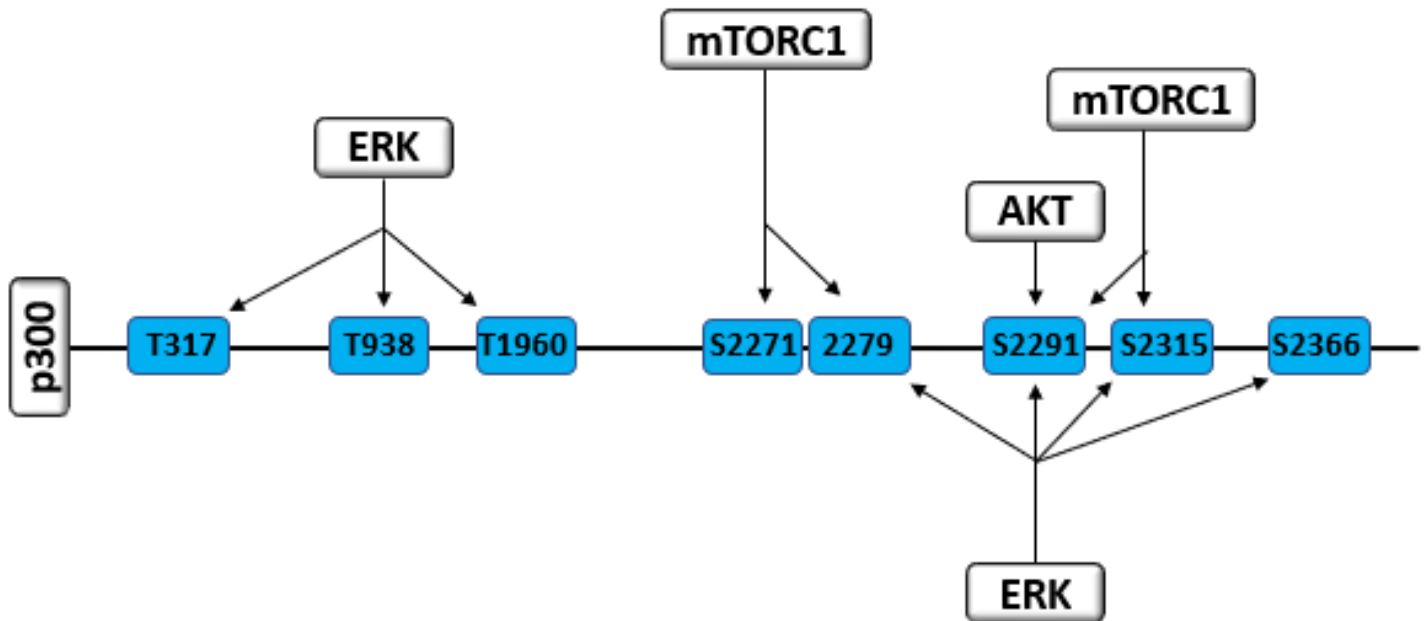 mTORC1
mTORC1
ERK
AKT
p300
T317
T938
T1960
S2271
2279
S2291
S2315
S2366
ERK